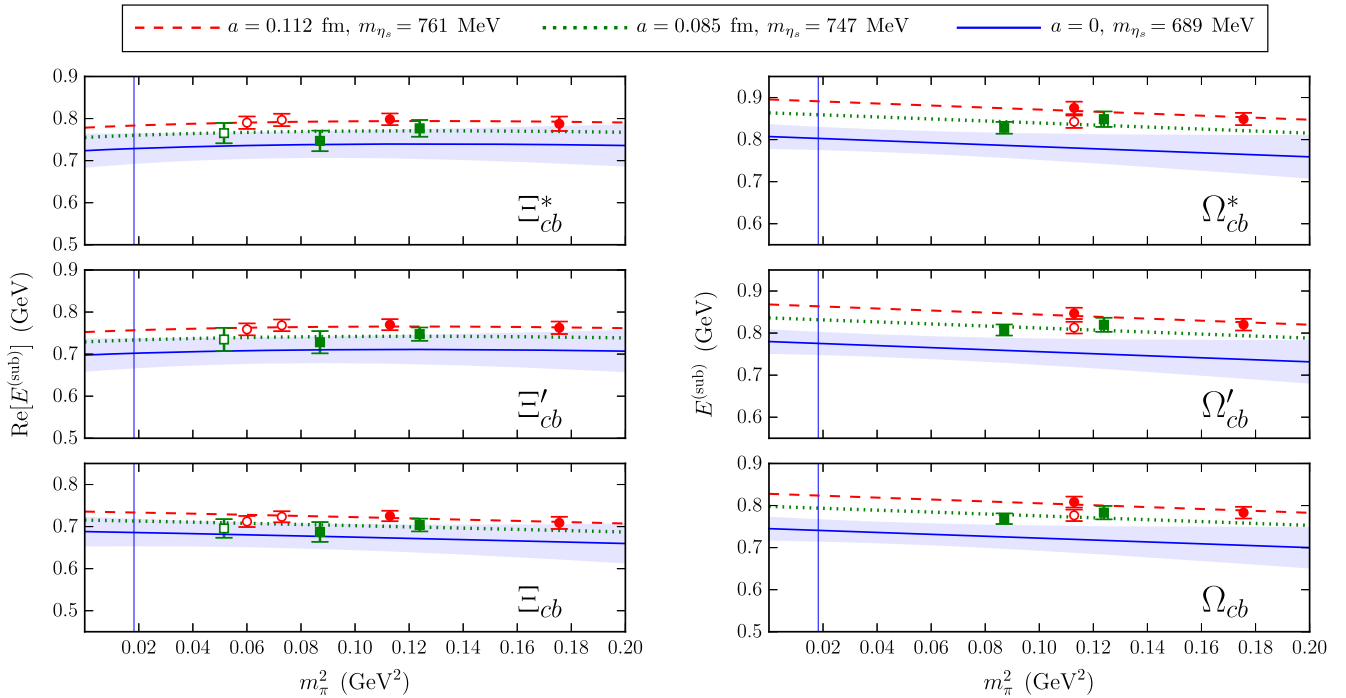 a = 0.112 fm, m_{η_s} = 761 MeV a = 0.085 fm, m_{η_s} = 747 MeV a = 0, m_{η_s} = 689 MeV
Re[E^{(sub)}] (GeV)
0.9
0.8
0.7
0.6
0.5
Ξ*_{cb}
0.9
0.8
0.7
0.6
0.5
Ξ′_{cb}
0.8
0.7
0.6
0.5
Ξ_{cb}
0.02 0.04 0.06 0.08 0.10 0.12 0.14 0.16 0.18 0.20
m_π^2 (GeV^2)
E^{(sub)} (GeV)
0.9
0.8
0.7
0.6
Ω*_{cb}
0.9
0.8
0.7
0.6
Ω′_{cb}
0.9
0.8
0.7
0.6
0.5
Ω_{cb}
0.02 0.04 0.06 0.08 0.10 0.12 0.14 0.16 0.18 0.20
m_π^2 (GeV^2)